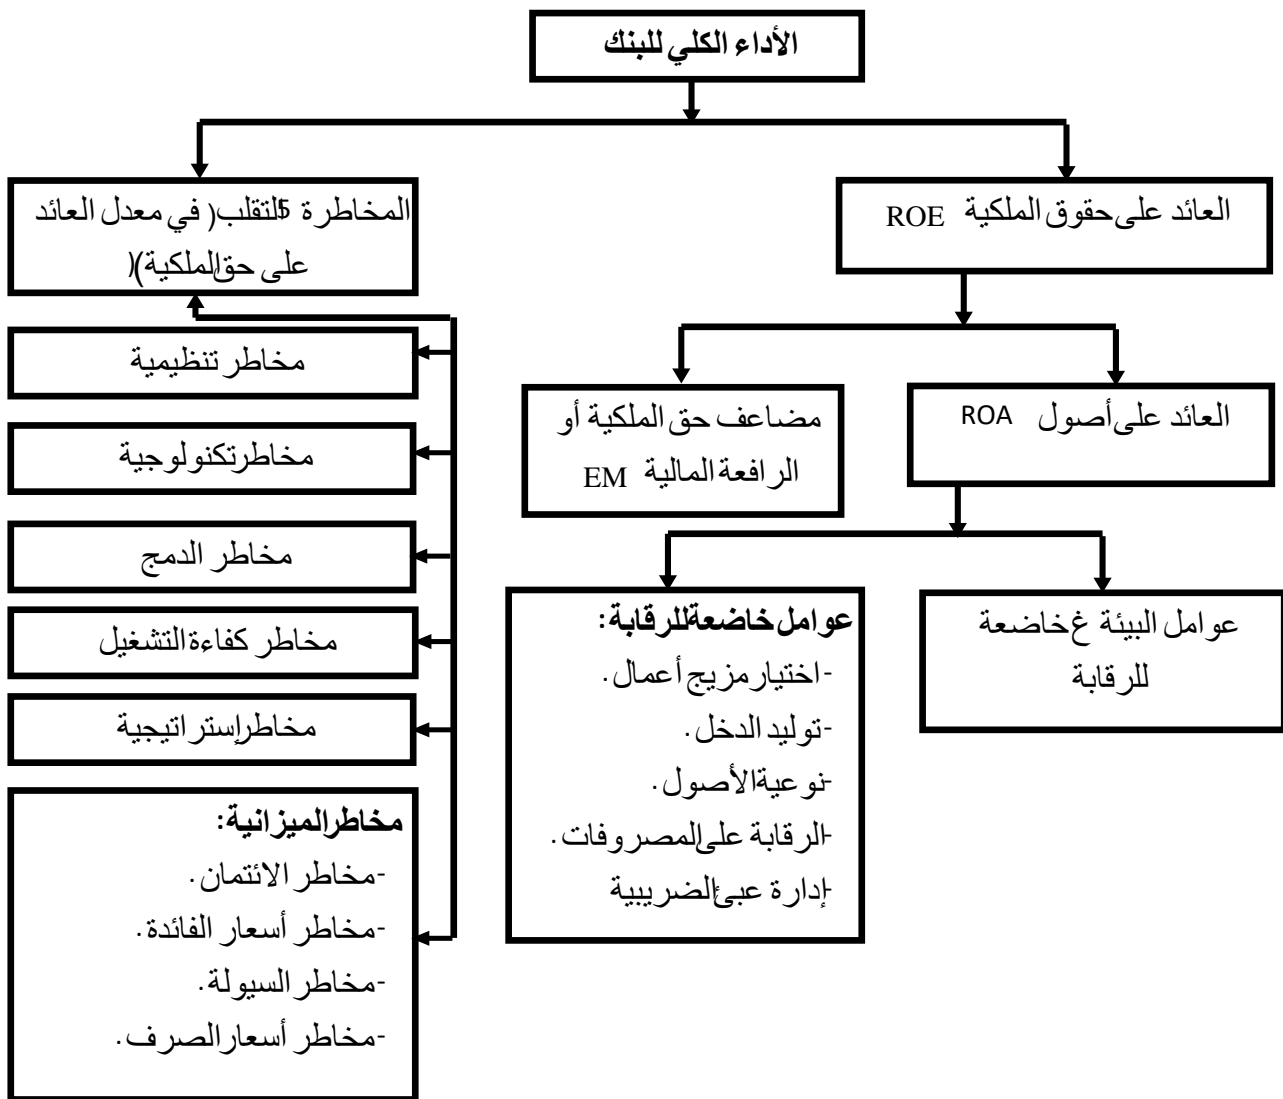 الأداء الكلي للبنك
العائد على حقوق الملكية ROE
المخاطرة 5التقلب( في معدل العائد
على حق الملكية)(
العائد على أصول ROA
مضاعف حق الملكية أو
الرافعة المالية EM
عوامل البيئة غ خاضعة
للرقابة
عوامل خاضعة للرقابة:
-اختيار مزيج أعمال.
-توليد الدخل.
-نوعية الأصول.
-الرقابة على المصروفات.
-إدارة عبئ الضريبية
مخاطر تنظيمية
مخاطر تكنولوجية
مخاطر الدمج
مخاطر كفاءة التشغيل
مخاطر إستراتيجية
مخاطر الميزانية:
-مخاطر الائتمان.
-مخاطر أسعار الفائدة.
-مخاطر السيولة.
-مخاطر أسعار الصرف.